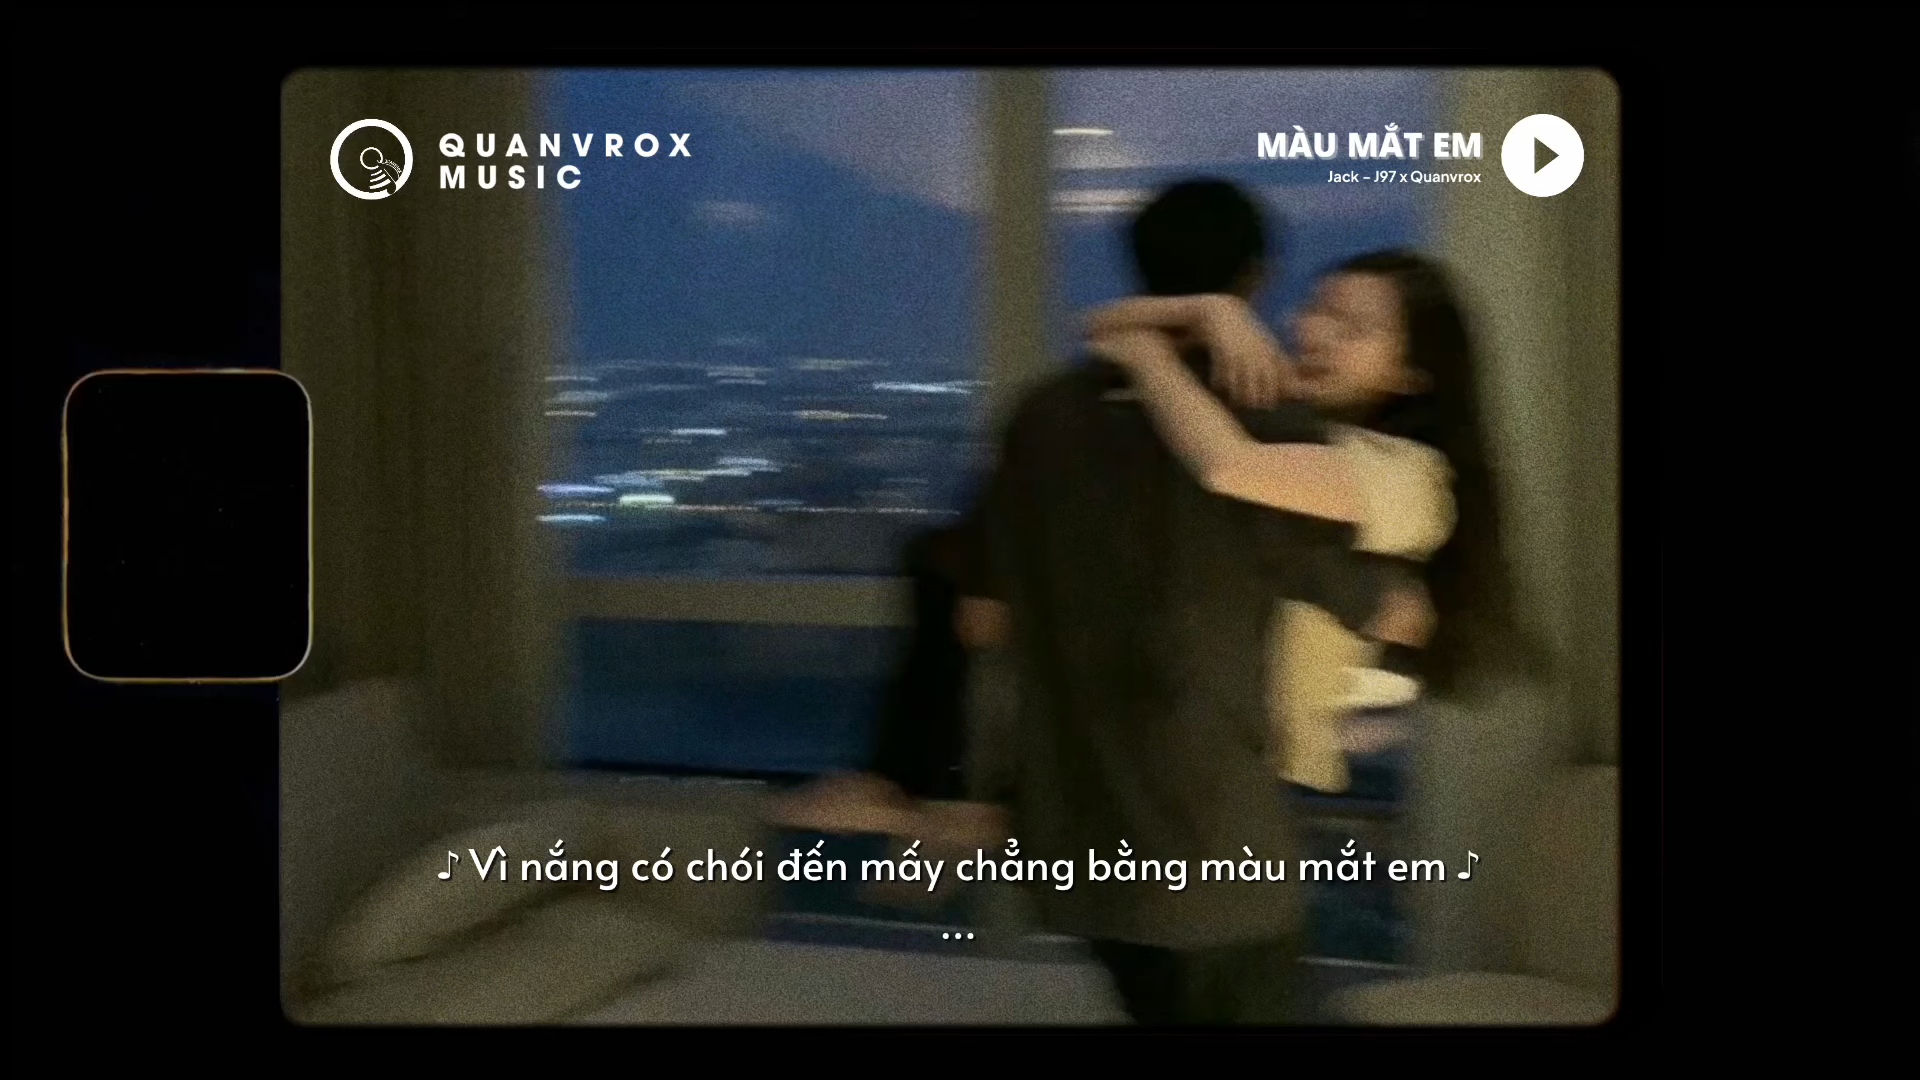 QUANVROX
MUSIC
MÀU MẮT EM
Jack - J97 x Quanvrox
♪ Vì nắng có chói đến mấy chẳng bằng màu mắt em ♪
...